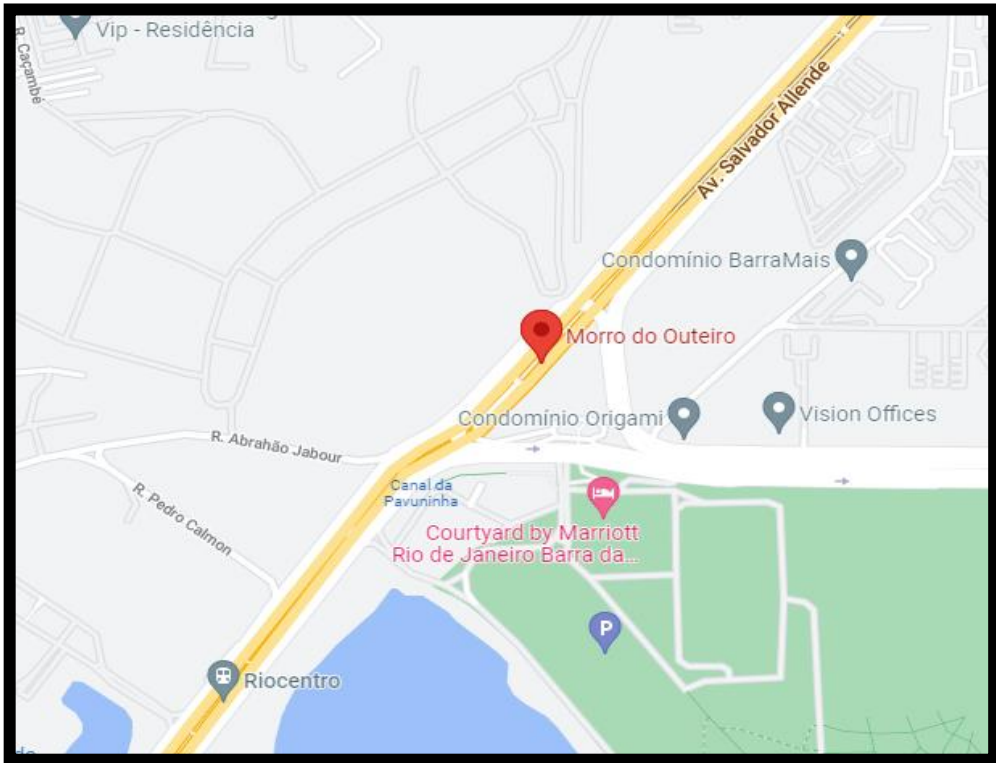 Vip - Residência
R. Caçambé
Av. Salvador Allende
Condomínio BarraMais
Morro do Outeiro
Condomínio Origami
Vision Offices
R. Abrahão Jabour
Canal da
Pavuninha
R. Pedro Calmon
Courtyard by Marriott
Rio de Janeiro Barra da...
P
Riocentro